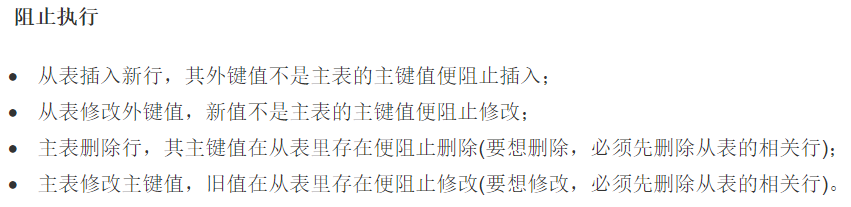 阻止执行
● 从表插入新行，其外键值不是主表的主键值便阻止插入；
● 从表修改外键值，新值不是主表的主键值便阻止修改；
● 主表删除行，其主键值在从表里存在便阻止删除(要想删除，必须先删除从表的相关行)；
● 主表修改主键值，旧值在从表里存在便阻止修改(要想修改，必须先删除从表的相关行)。